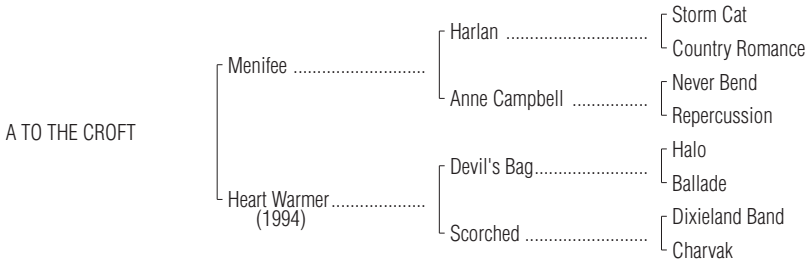 Storm Cat
Harlan ................................
Country Romance
Menifee ..............................
Never Bend
Anne Campbell .................
Repercussion
A TO THE CROFT
Halo
Devil's Bag.........................
Ballade
Heart Warmer.....................
(1994)
Dixieland Band
Scorched ...........................
Charvak